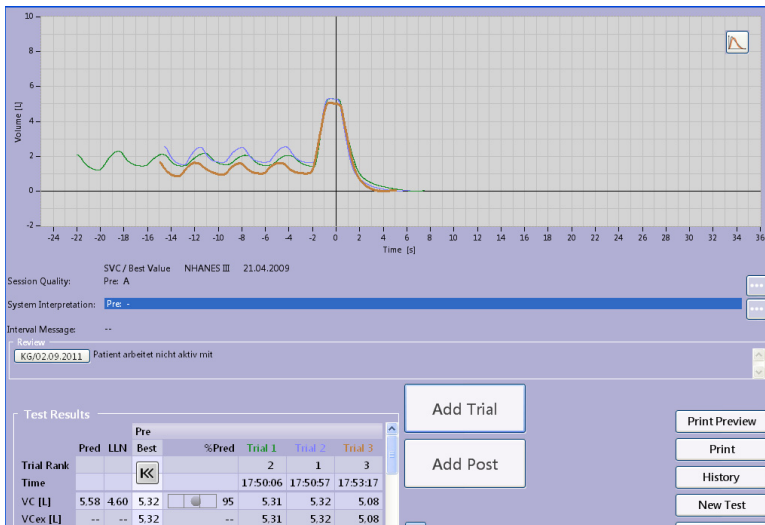 10
8
6
4
2
0
-2
Volume [L]
-24 -22 -20 -18 -16 -14 -12 -10 -8 -6 -4 -2 0 2 4 6 8 10 12 14 16 18 20 22 24 26 28 30 32 34 36
Time [s]
SVC / Best Value NHANES III 21.04.2009
Session Quality: Pre: A
System Interpretation: Pre: -
Interval Message: --
Review
KG/02.09.2011 Patient arbeitet nicht aktiv mit
Add Trial
Add Post
Print Preview
Print
History
New Test
Test Results
Pre
Pred LLN Best %Pred Trial 1 Trial 2 Trial 3
Trial Rank 2 1 3
Time 17:50:06 17:50:57 17:53:17
VC [L] 5.58 4.60 5.32 95 5.31 5.32 5.08
VCex [L] -- -- 5.32 -- 5.31 5.32 5.08